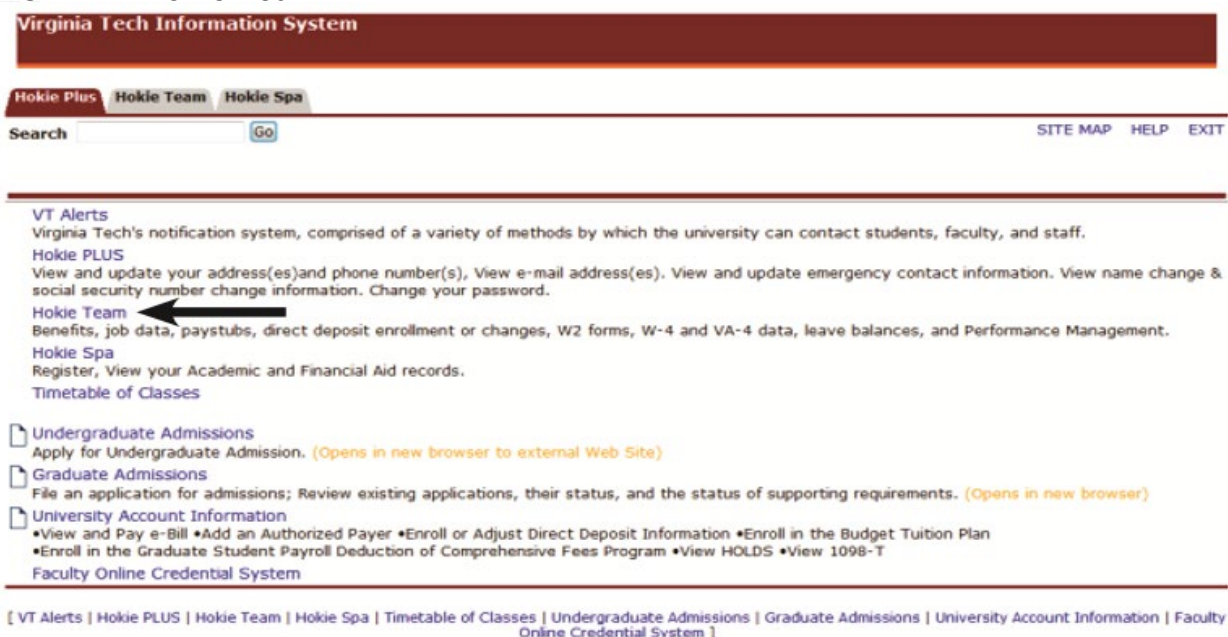 Virginia Tech Information System
Hokie Plus Hokie Team Hokie Spa
Search Go SITE MAP HELP EXIT
VT Alerts
Virginia Tech's notification system, comprised of a variety of methods by which the university can contact students, faculty, and staff.
Hokie PLUS
View and update your address(es)and phone number(s), View e-mail address(es). View and update emergency contact information. View name change &
social security number change information. Change your password.
Hokie Team
Benefits, job data, paystubs, direct deposit enrollment or changes, W2 forms, W-4 and VA-4 data, leave balances, and Performance Management.
Hokie Spa
Register, View your Academic and Financial Aid records.
Timetable of Classes
Undergraduate Admissions
Apply for Undergraduate Admission. (Opens in new browser to external Web Site)
Graduate Admissions
File an application for admissions; Review existing applications, their status, and the status of supporting requirements. (Opens in new browser)
University Account Information
•View and Pay e-Bill •Add an Authorized Payer •Enroll or Adjust Direct Deposit Information •Enroll in the Budget Tuition Plan
•Enroll in the Graduate Student Payroll Deduction of Comprehensive Fees Program •View HOLDS •View 1098-T
Faculty Online Credential System
[ VT Alerts | Hokie PLUS | Hokie Team | Hokie Spa | Timetable of Classes | Undergraduate Admissions | Graduate Admissions | University Account Information | Faculty
Online Credential System ]